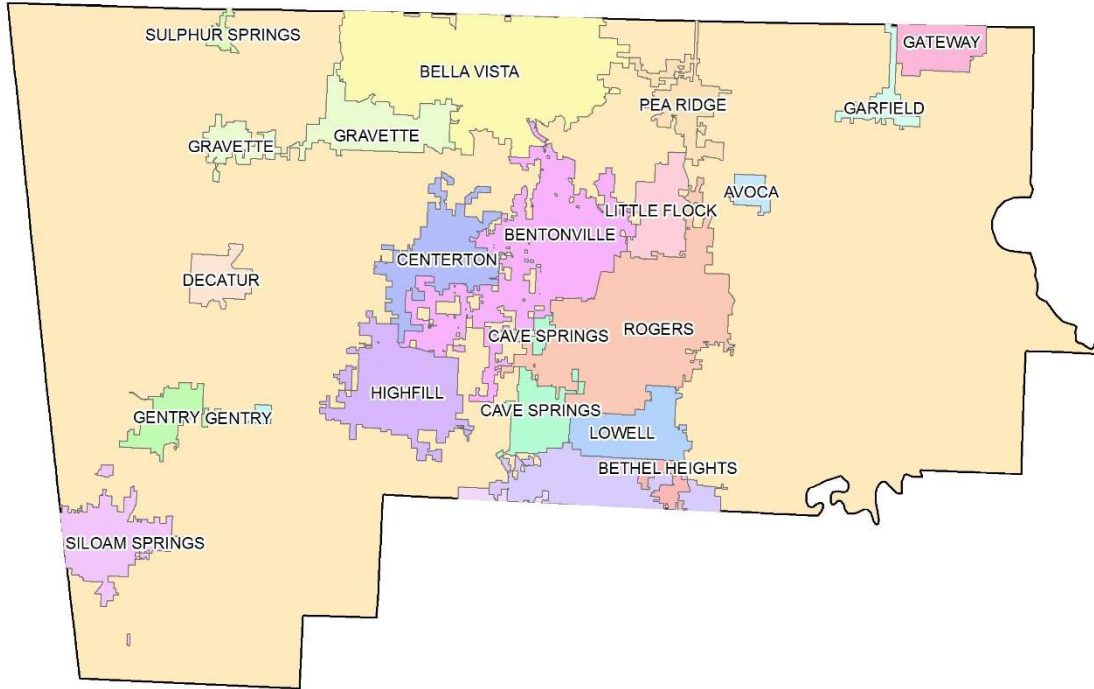 SULPHUR SPRINGS
GATEWAY
BELLA VISTA
PEA RIDGE
GARFIELD
GRAVETTE
GRAVETTE
AVOCA
LITTLE FLOCK
BENTONVILLE
CENTERTON
DECATUR
ROGERS
CAVE SPRINGS
HIGHFILL
CAVE SPRINGS
GENTRY
GENTRY
LOWELL
BETHEL HEIGHTS
SILOAM SPRINGS